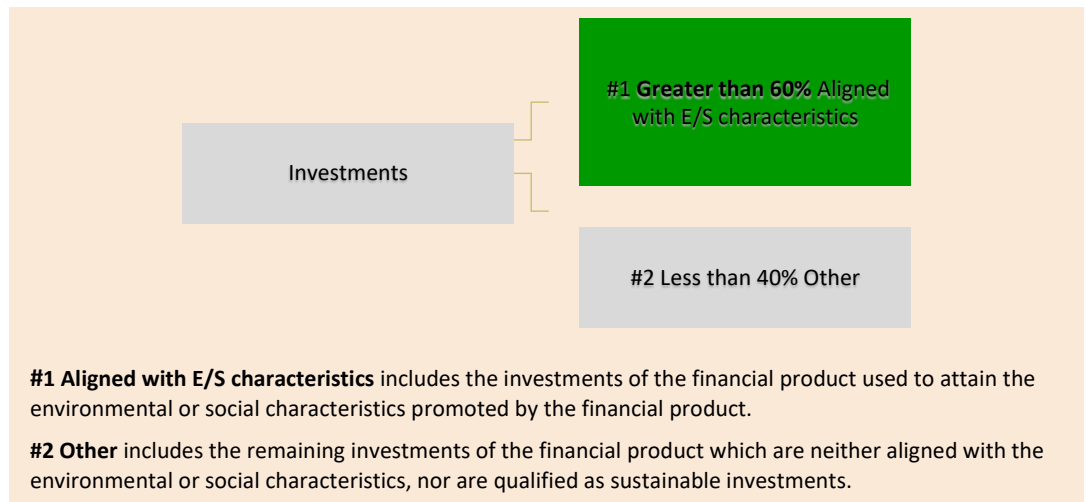 #1 Greater than 60% Aligned
with E/S characteristics
Investments
#2 Less than 40% Other
#1 Aligned with E/S characteristics includes the investments of the financial product used to attain the
environmental or social characteristics promoted by the financial product.
#2 Other includes the remaining investments of the financial product which are neither aligned with the
environmental or social characteristics, nor are qualified as sustainable investments.